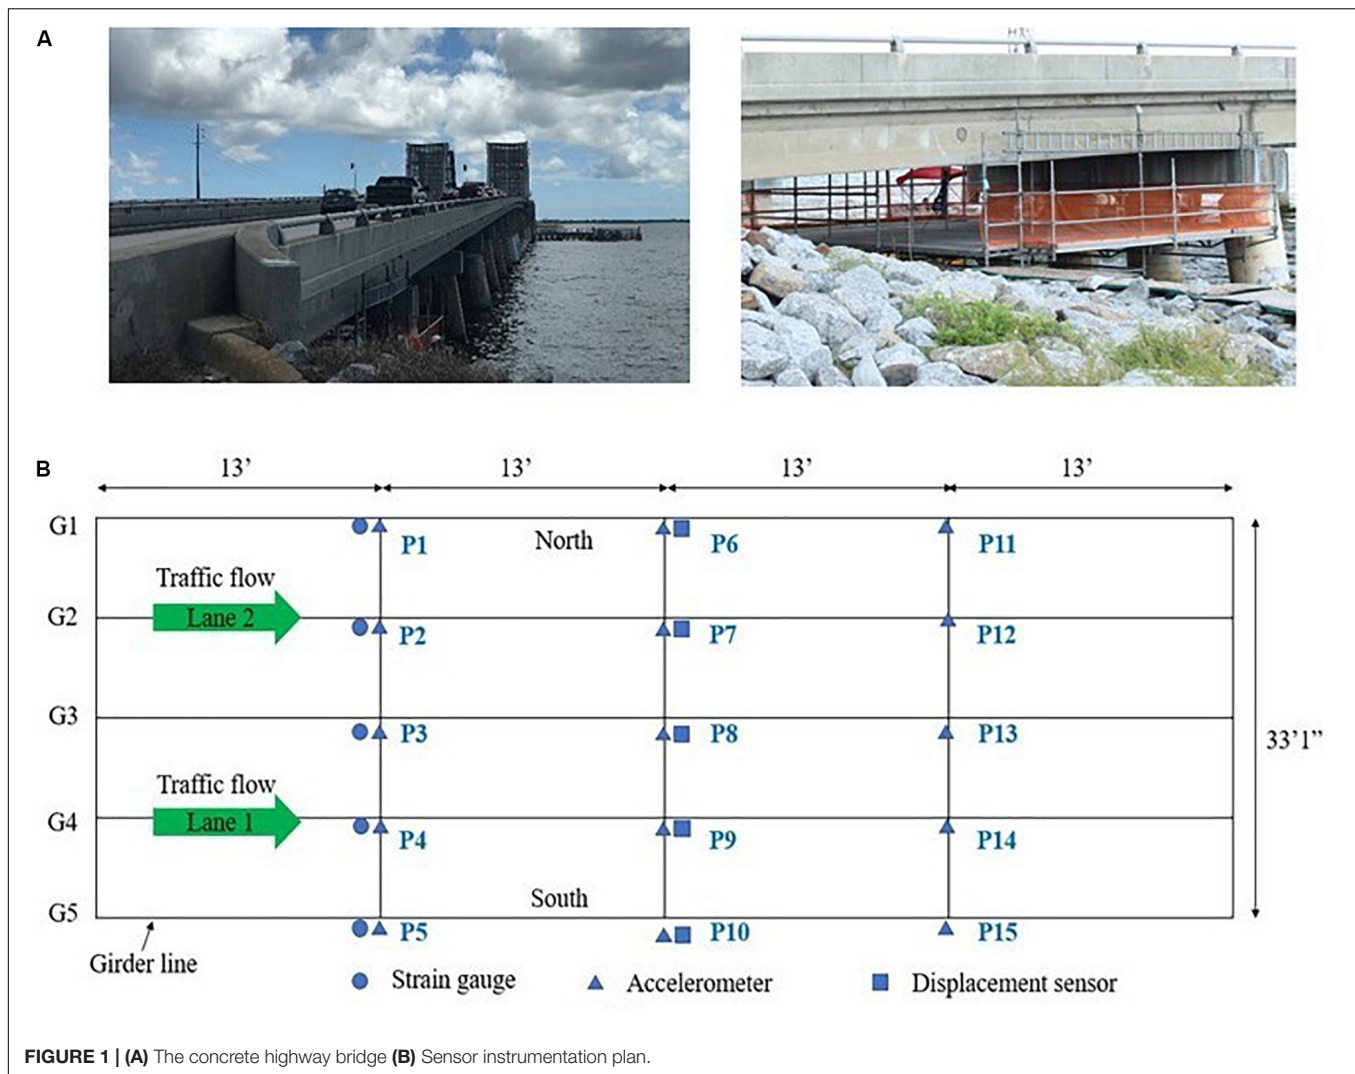 A
B
13’ 13’ 13’ 13’
G1
North
P1 P6 P11
Traffic flow
Lane 2
G2
P2 P7 P12
G3
P3 P8 P13
33’1”
Traffic flow
Lane 1
G4
P4 P9 P14
South
G5
P5 P10 P15
Girder line
Strain gauge Accelerometer Displacement sensor
FIGURE 1 | (A) The concrete highway bridge (B) Sensor instrumentation plan.